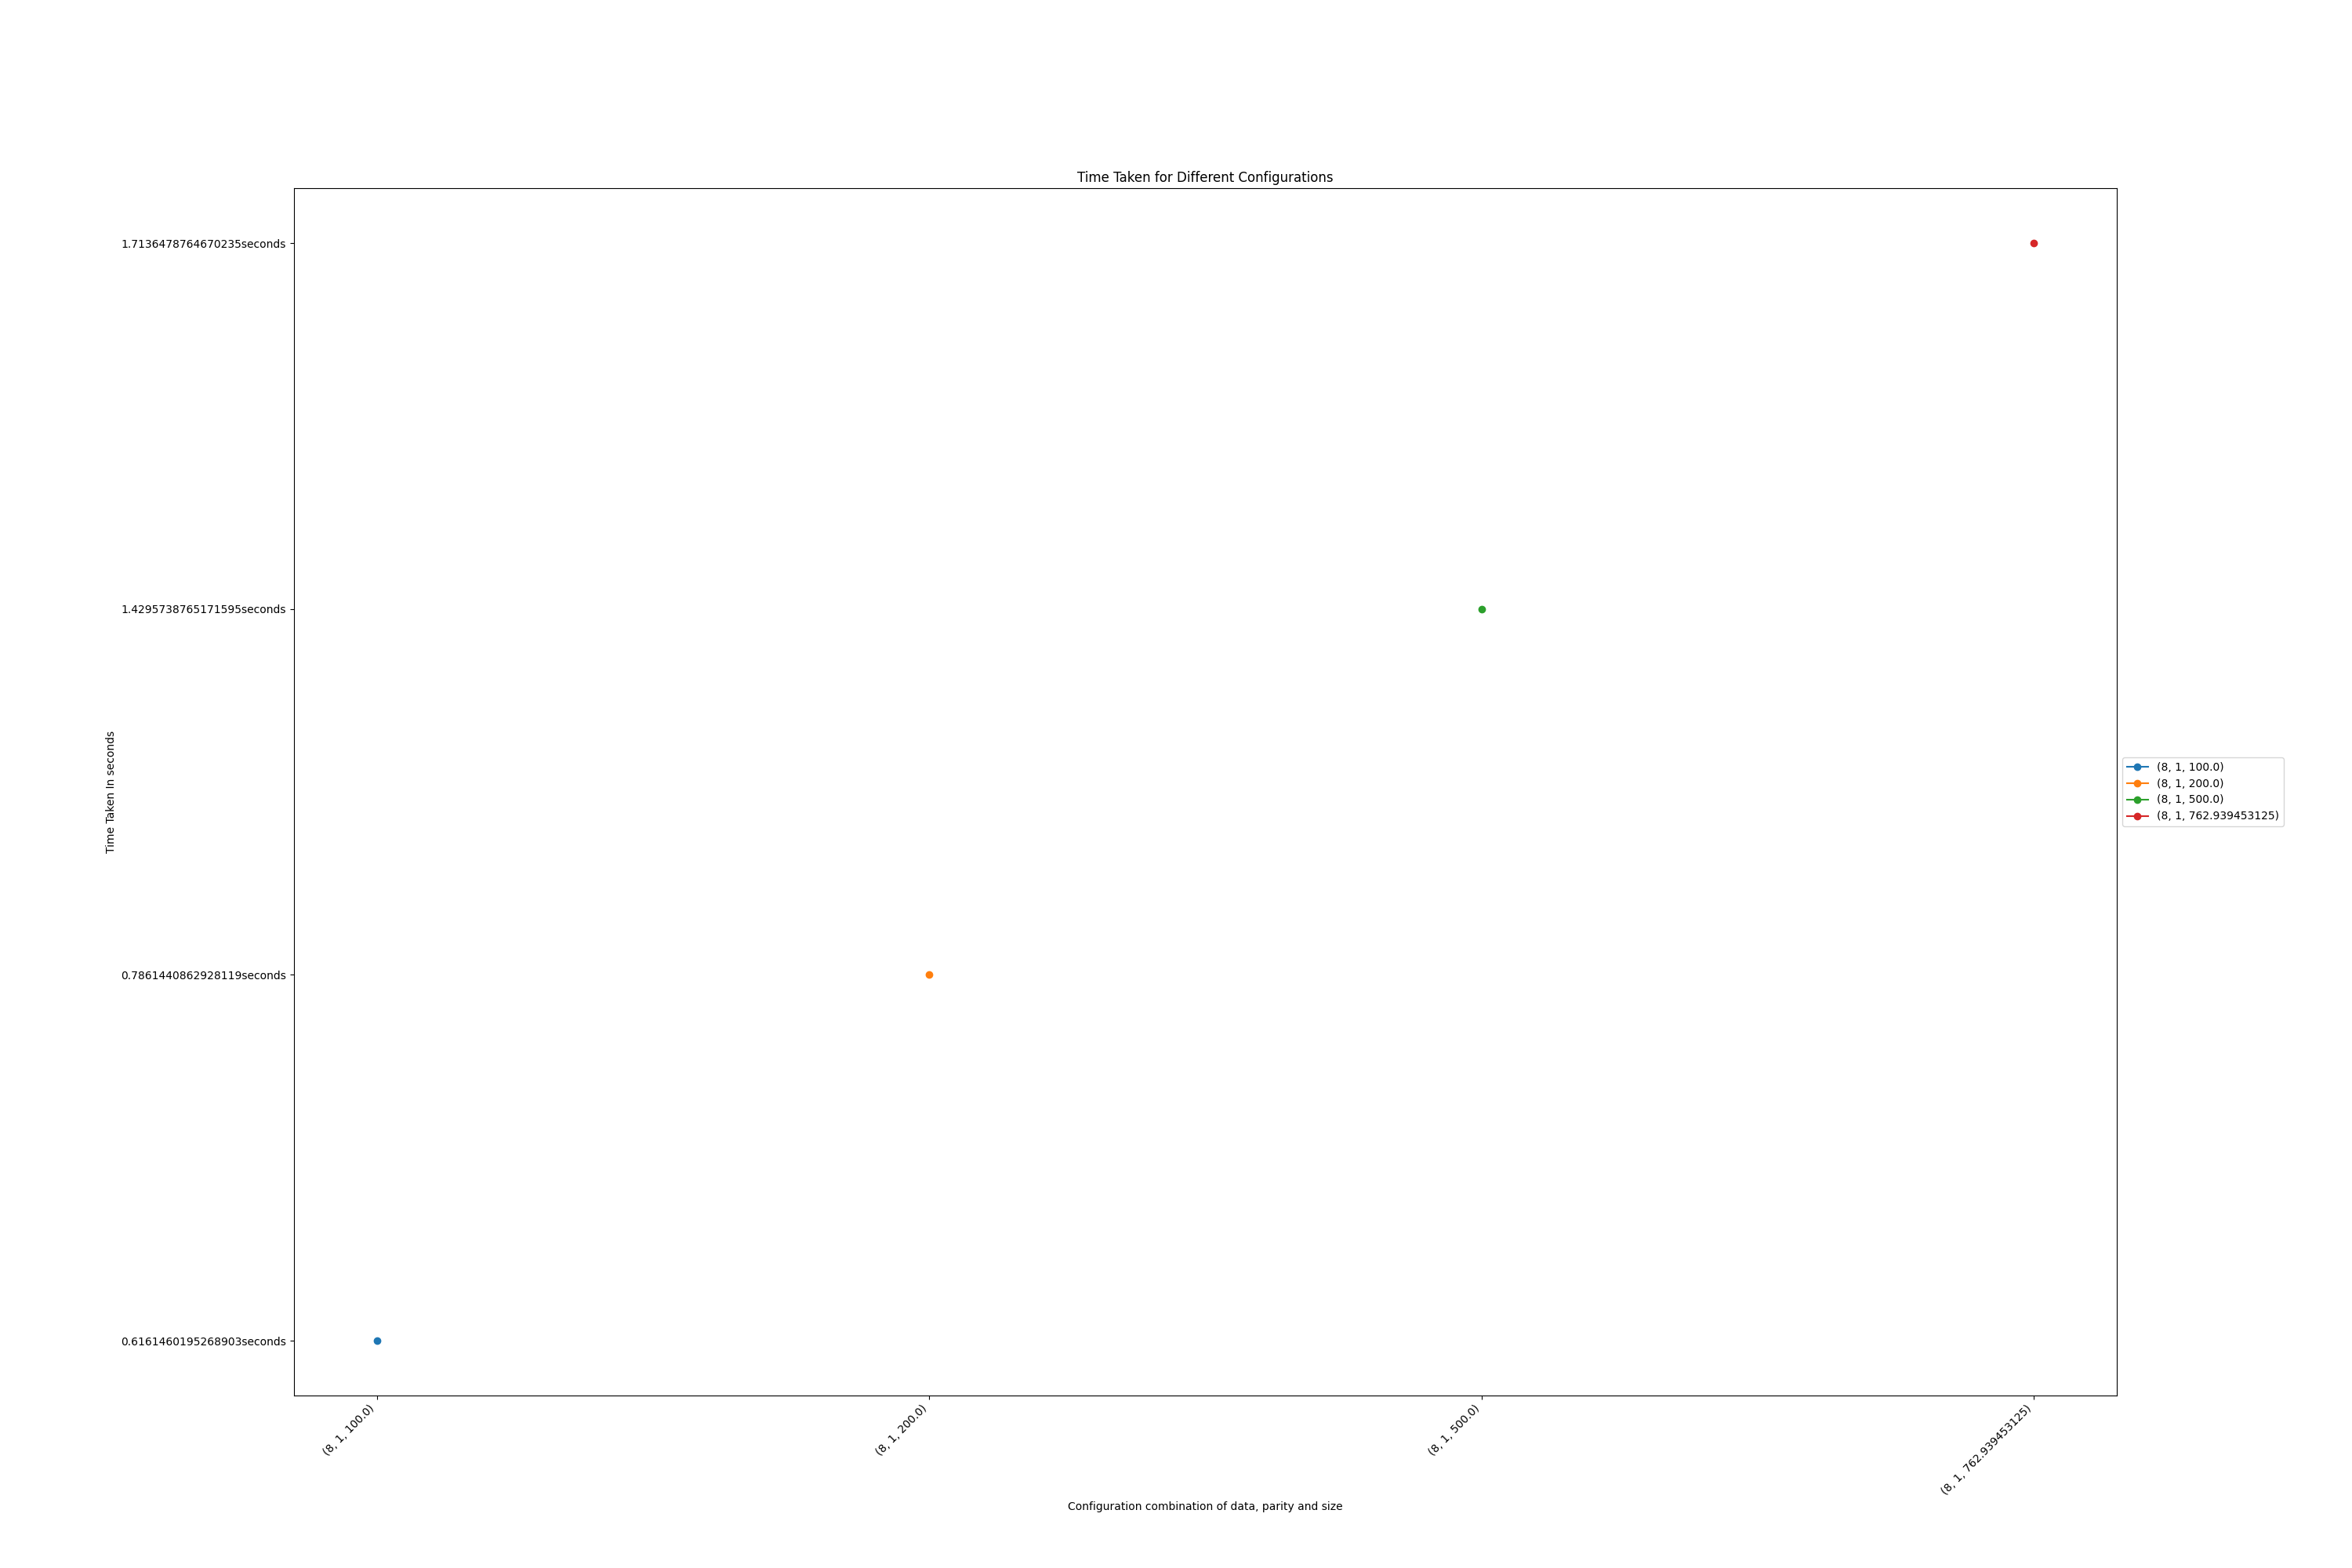 Time Taken for Different Configurations
1.7136478764670235seconds
1.4295738765171595seconds
0.7861440862928119seconds
0.6161460195268903seconds
Time Taken In seconds
(8, 1, 100.0)
(8, 1, 200.0)
(8, 1, 500.0)
(8, 1, 762.939453125)
Configuration combination of data, parity and size
(8, 1, 100.0)
(8, 1, 200.0)
(8, 1, 500.0)
(8, 1, 762.939453125)